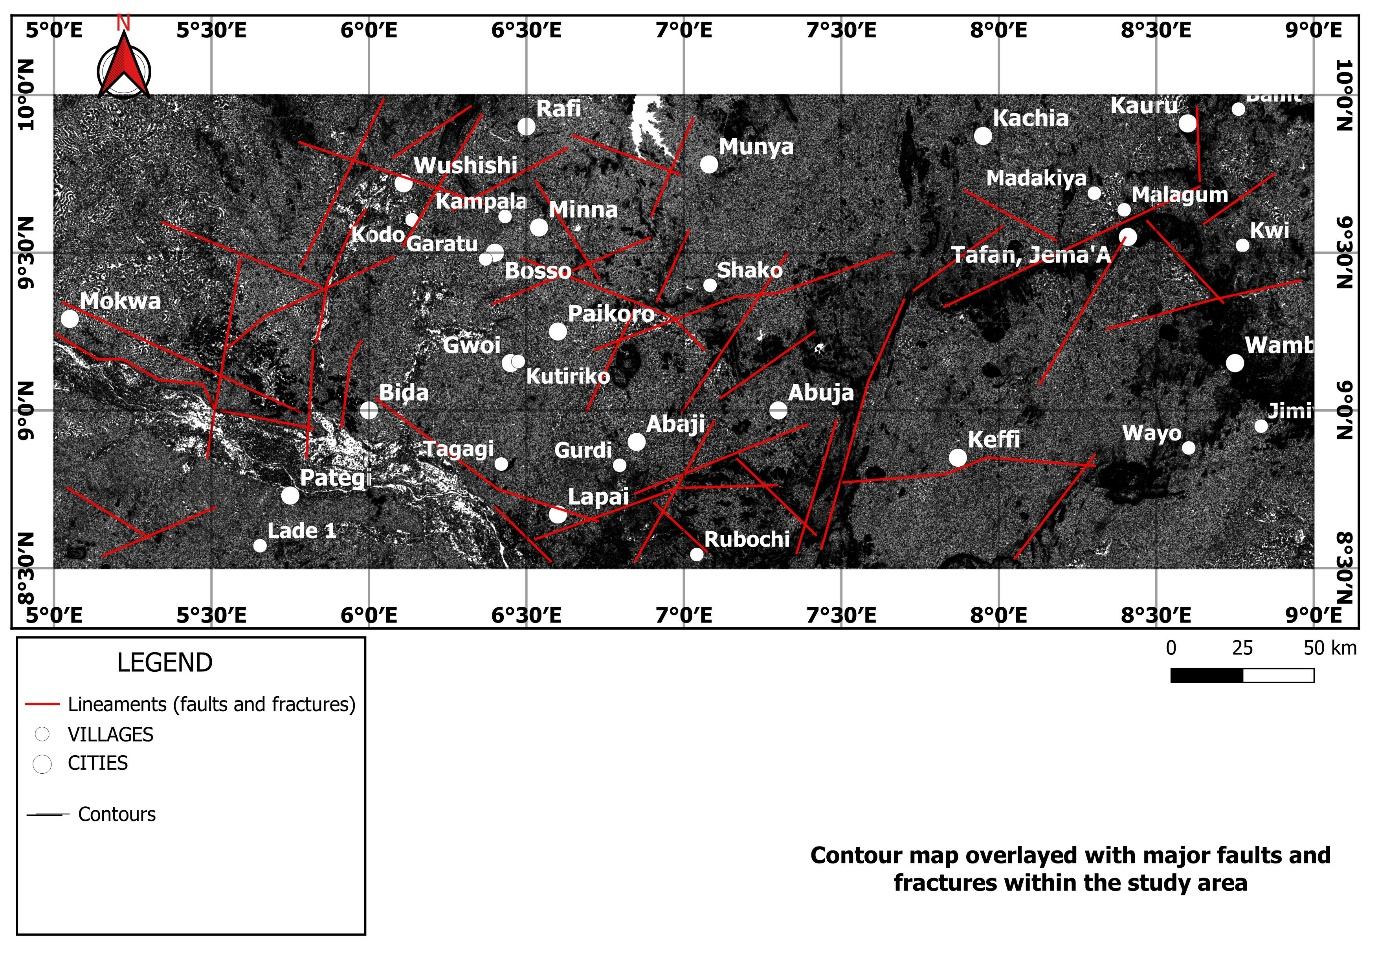 5°0′E 5°30′E 6°0′E 6°30′E 7°0′E 7°30′E 8°0′E 8°30′E 9°0′E
N
10°0′N 10°0′N
Rafi
Kachia
Kauru
Munya
Wushishi
Madakiya
Malagum
Kampala
Minna
Kodo
Garatu
Kwi
9°30′N 9°30′N
Tafan, Jema'A
Bosso
Shako
Mokwa
Paikoro
Gwoi
Wamb
Kutiriko
Bida
Abuja
9°0′N 9°0′N
Jimi
Abaji
Tagagi
Gurdi
Keffi
Wayo
Pategi
Lapai
Lade 1
Rubochi
8°30′N 8°30′N
5°0′E 5°30′E 6°0′E 6°30′E 7°0′E 7°30′E 8°0′E 8°30′E 9°0′E
0 25 50 km
LEGEND
Lineaments (faults and fractures)
VILLAGES
CITIES
Contours
Contour map overlayed with major faults and
fractures within the study area